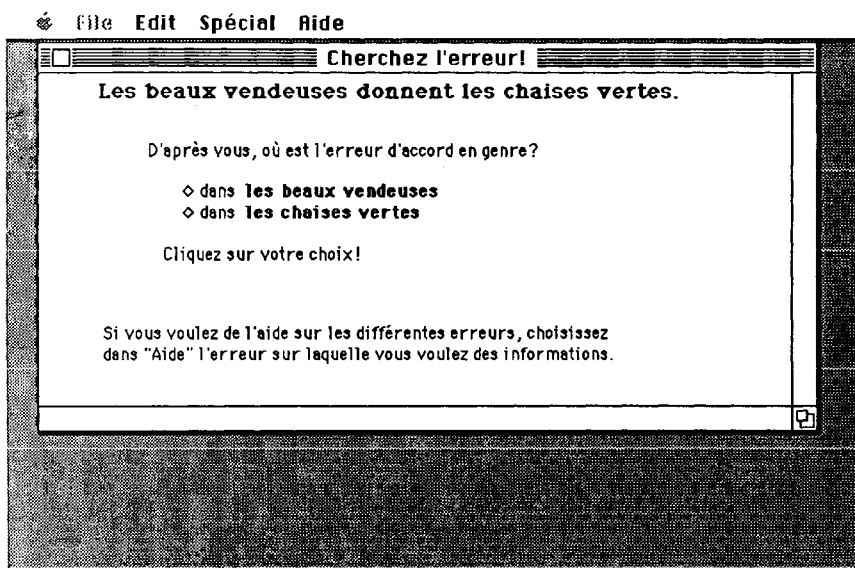 File Edit Spécial Aide
Cherchez l'erreur!
Les beaux vendeuses donnent les chaises vertes.
D'après vous, où est l'erreur d'accord en genre?
◇ dans les beaux vendeuses
◇ dans les chaises vertes
Cliquez sur votre choix!
Si vous voulez de l'aide sur les différentes erreurs, choisissez
dans "Aide" l'erreur sur laquelle vous voulez des informations.